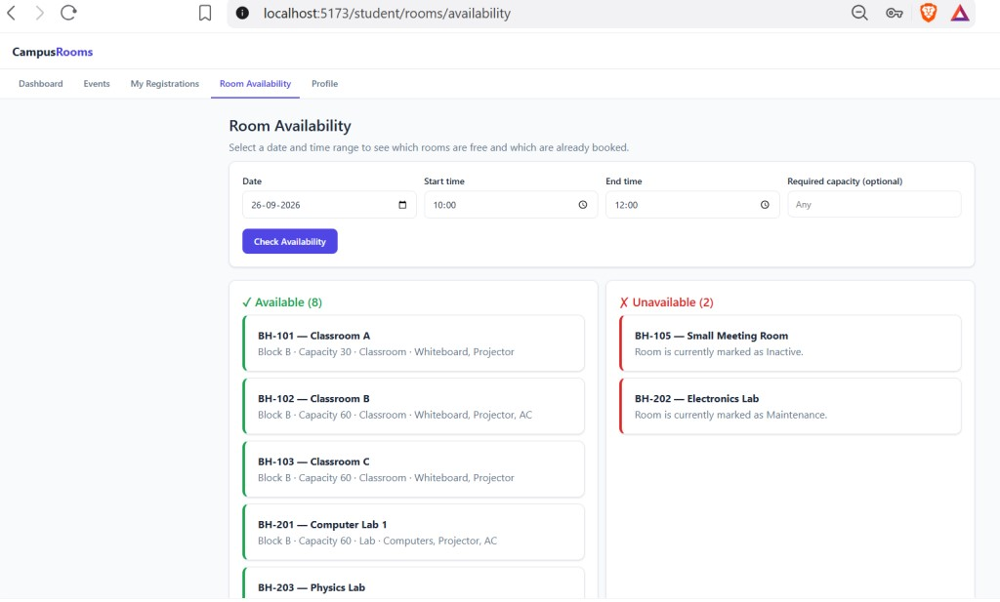 localhost:5173/student/rooms/availability
CampusRooms
Dashboard Events My Registrations Room Availability Profile
Room Availability
Select a date and time range to see which rooms are free and which are already booked.
Date Start time End time Required capacity (optional)
26-09-2026 10:00 12:00 Any
Check Availability
✓ Available (8)
BH-101 — Classroom A
Block B · Capacity 30 · Classroom · Whiteboard, Projector
BH-102 — Classroom B
Block B · Capacity 60 · Classroom · Whiteboard, Projector, AC
BH-103 — Classroom C
Block B · Capacity 60 · Classroom · Whiteboard, Projector
BH-201 — Computer Lab 1
Block B · Capacity 60 · Lab · Computers, Projector, AC
BH-203 — Physics Lab
✗ Unavailable (2)
BH-105 — Small Meeting Room
Room is currently marked as Inactive.
BH-202 — Electronics Lab
Room is currently marked as Maintenance.